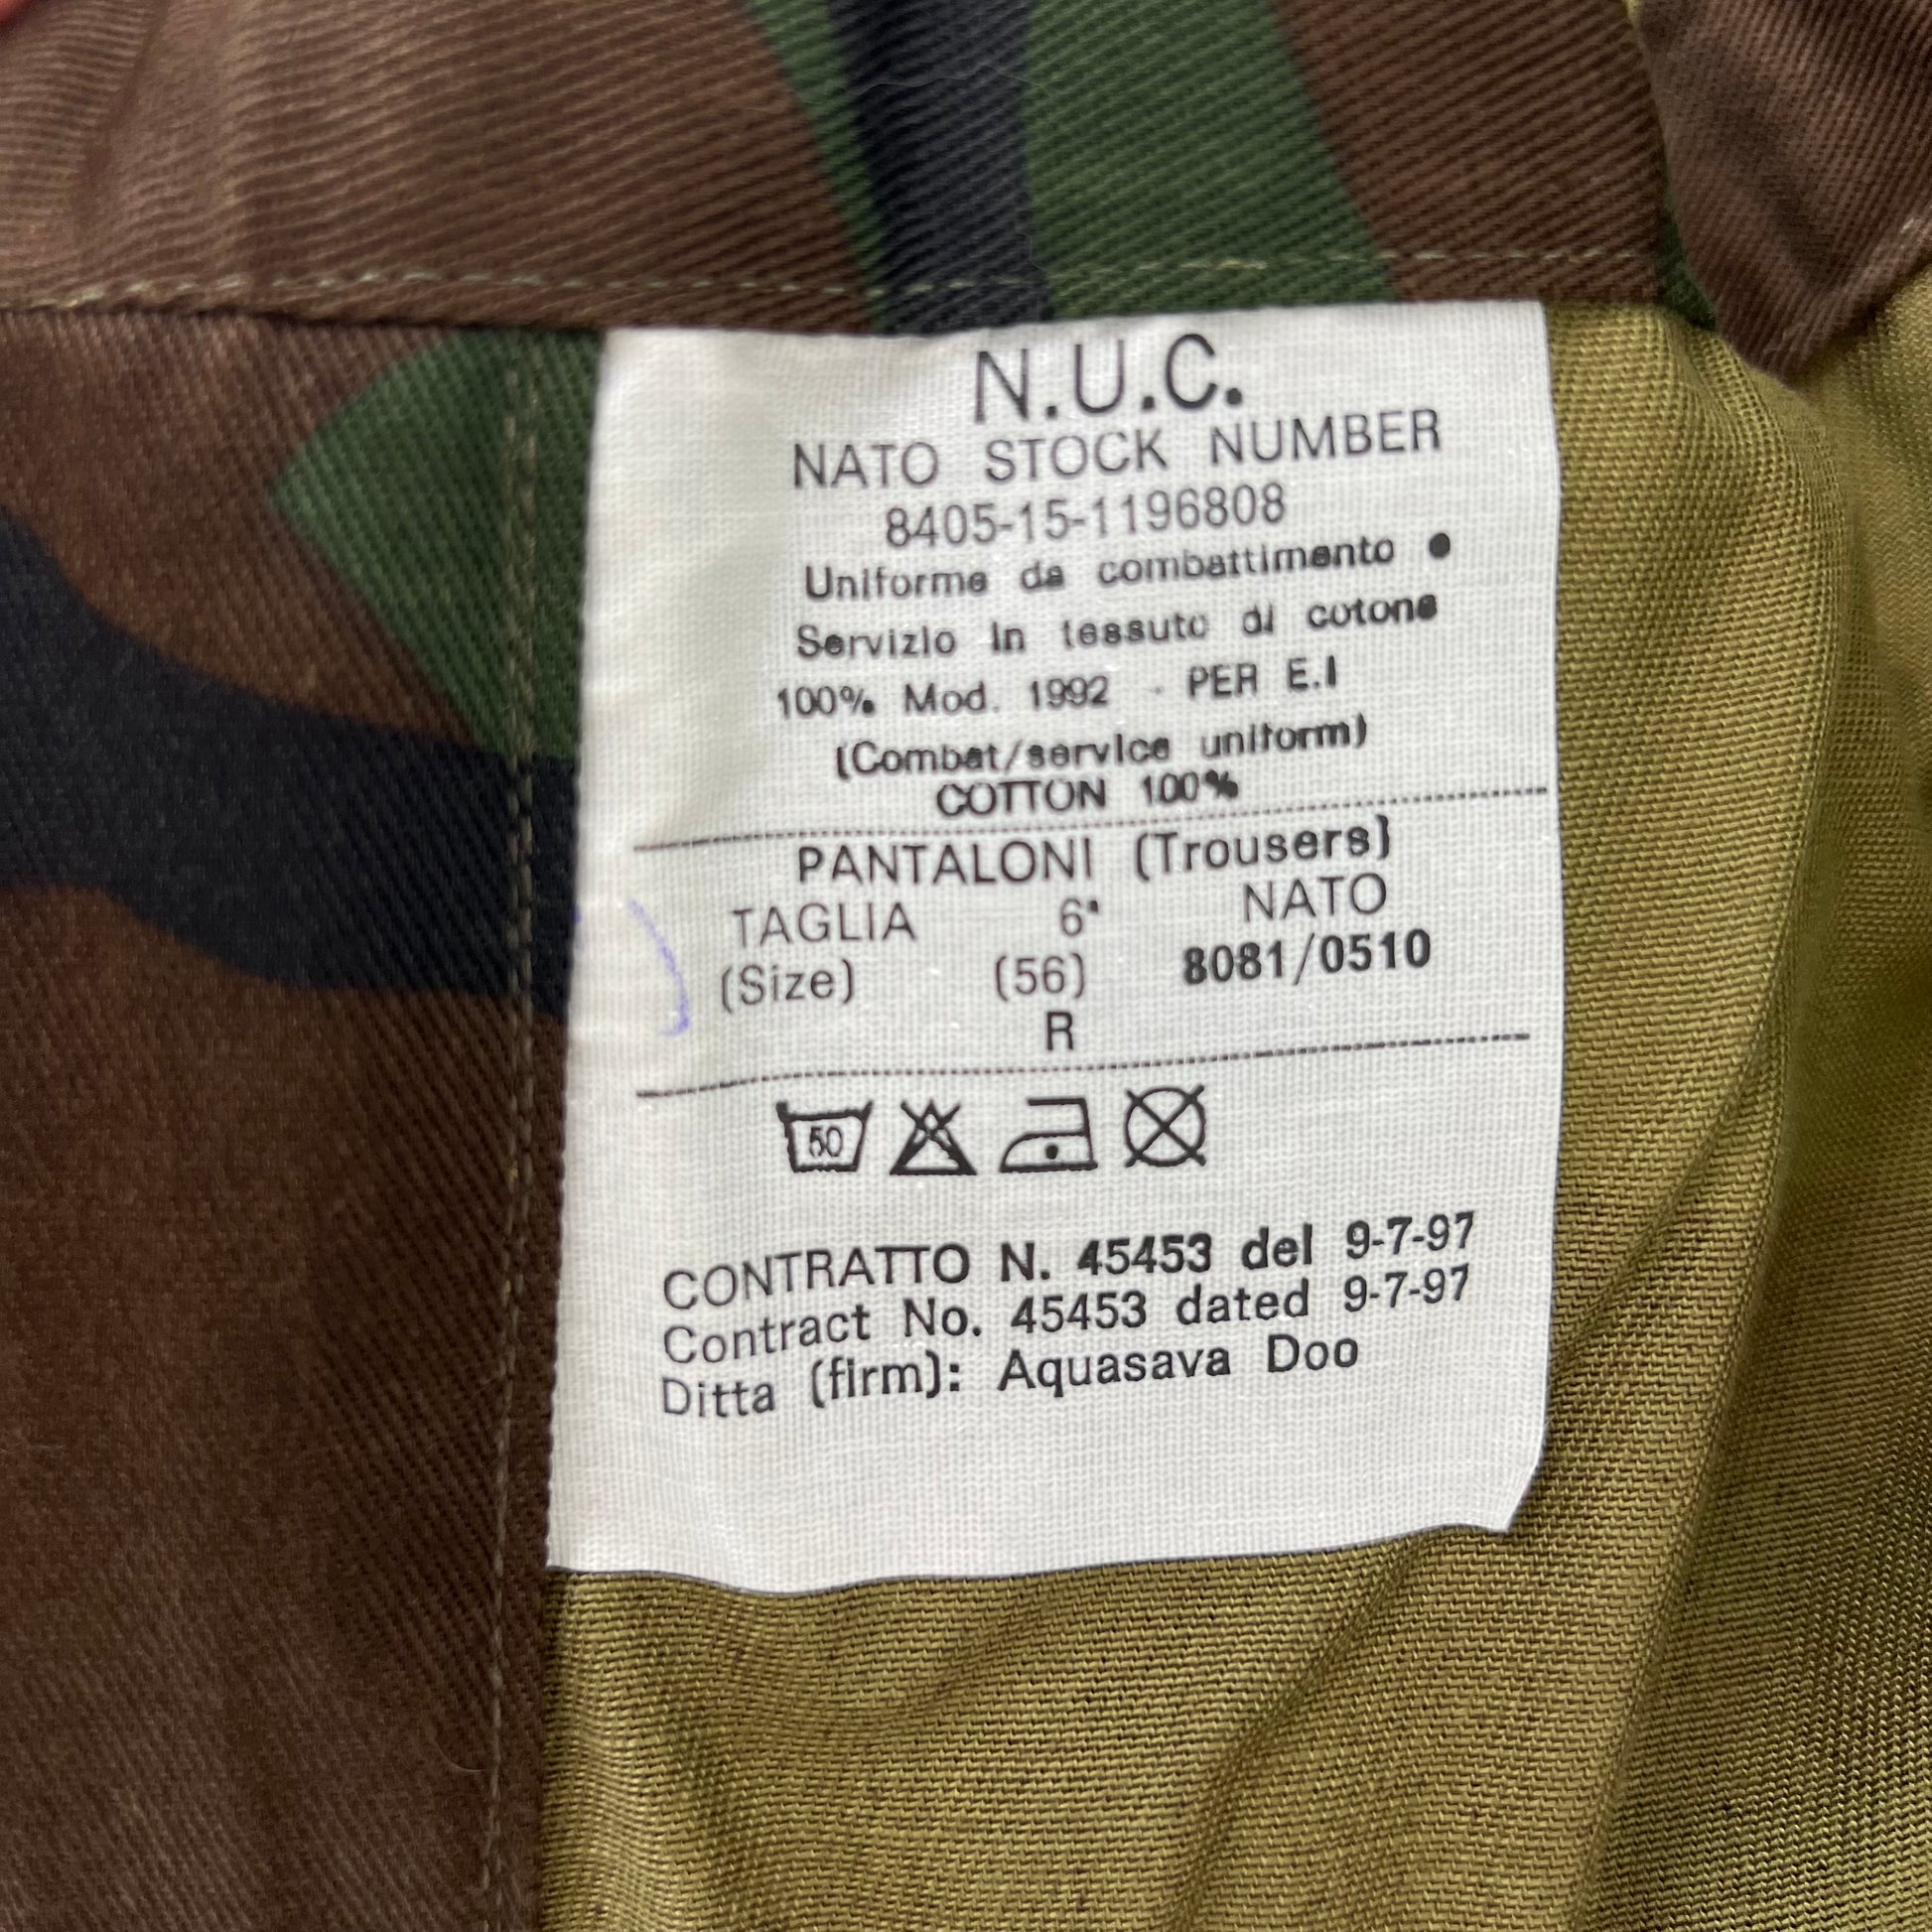 N.U.C.
NATO STOCK NUMBER
8405-15-1196808
Uniforme da combattimento e
Servizio in tessuto di cotone
100% Mod. 1992 - PER E.I
(Combat/service uniform)
COTTON 100%
PANTALONI (Trousers)
TAGLIA 6ª NATO
(Size) (56) 8081/0510
R
50
CONTRATTO N. 45453 del 9-7-97
Contract No. 45453 dated 9-7-97
Ditta (firm): Aquasava Doo